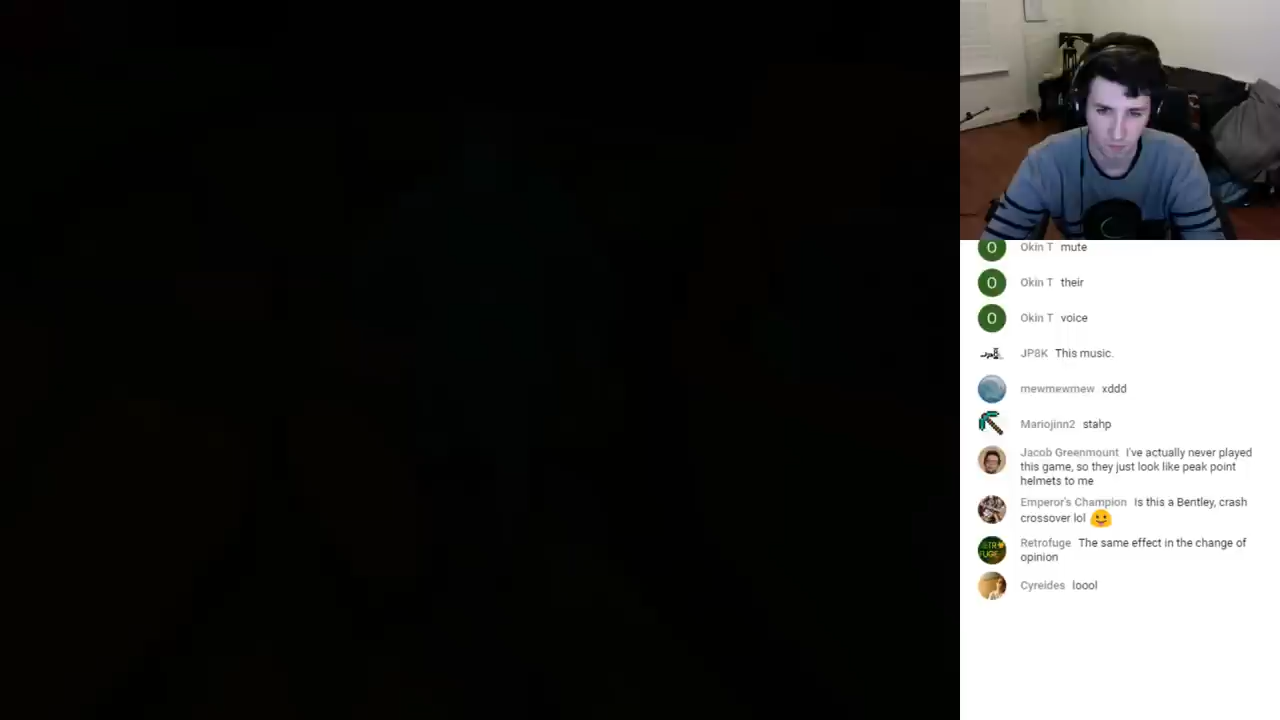 Okin T mute
Okin T their
Okin T voice
JP8K This music.
mewmewmew xddd
Mariojinn2 stahp
Jacob Greenmount I've actually never played
this game, so they just look like peak point
helmets to me
Emperor's Champion Is this a Bentley, crash
crossover lol
Retrofuge The same effect in the change of
opinion
Cyreides loool